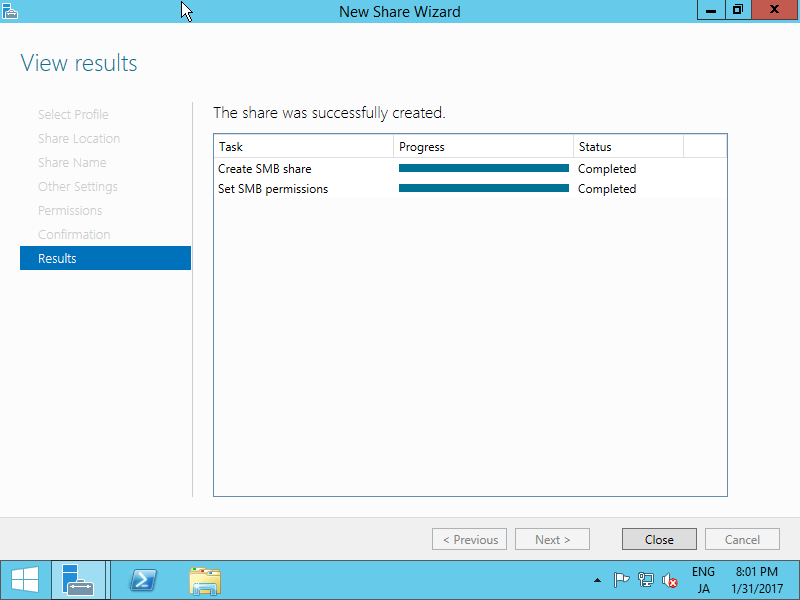 New Share Wizard
View results
Select Profile
Share Location
Share Name
Other Settings
Permissions
Confirmation
Results
The share was successfully created.
Task Progress Status
Create SMB share Completed
Set SMB permissions Completed
< Previous Next > Close Cancel
ENG 8:01 PM
JA 1/31/2017